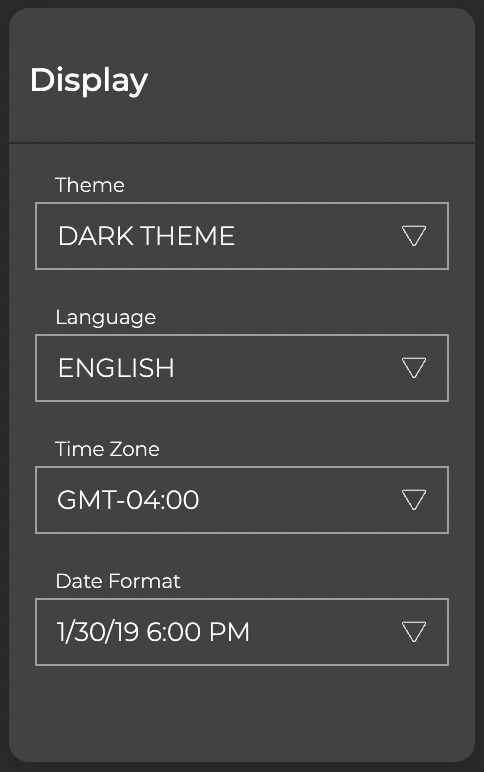 Display
Theme
DARK THEME
Language
ENGLISH
Time Zone
GMT-04:00
Date Format
1/30/19 6:00 PM